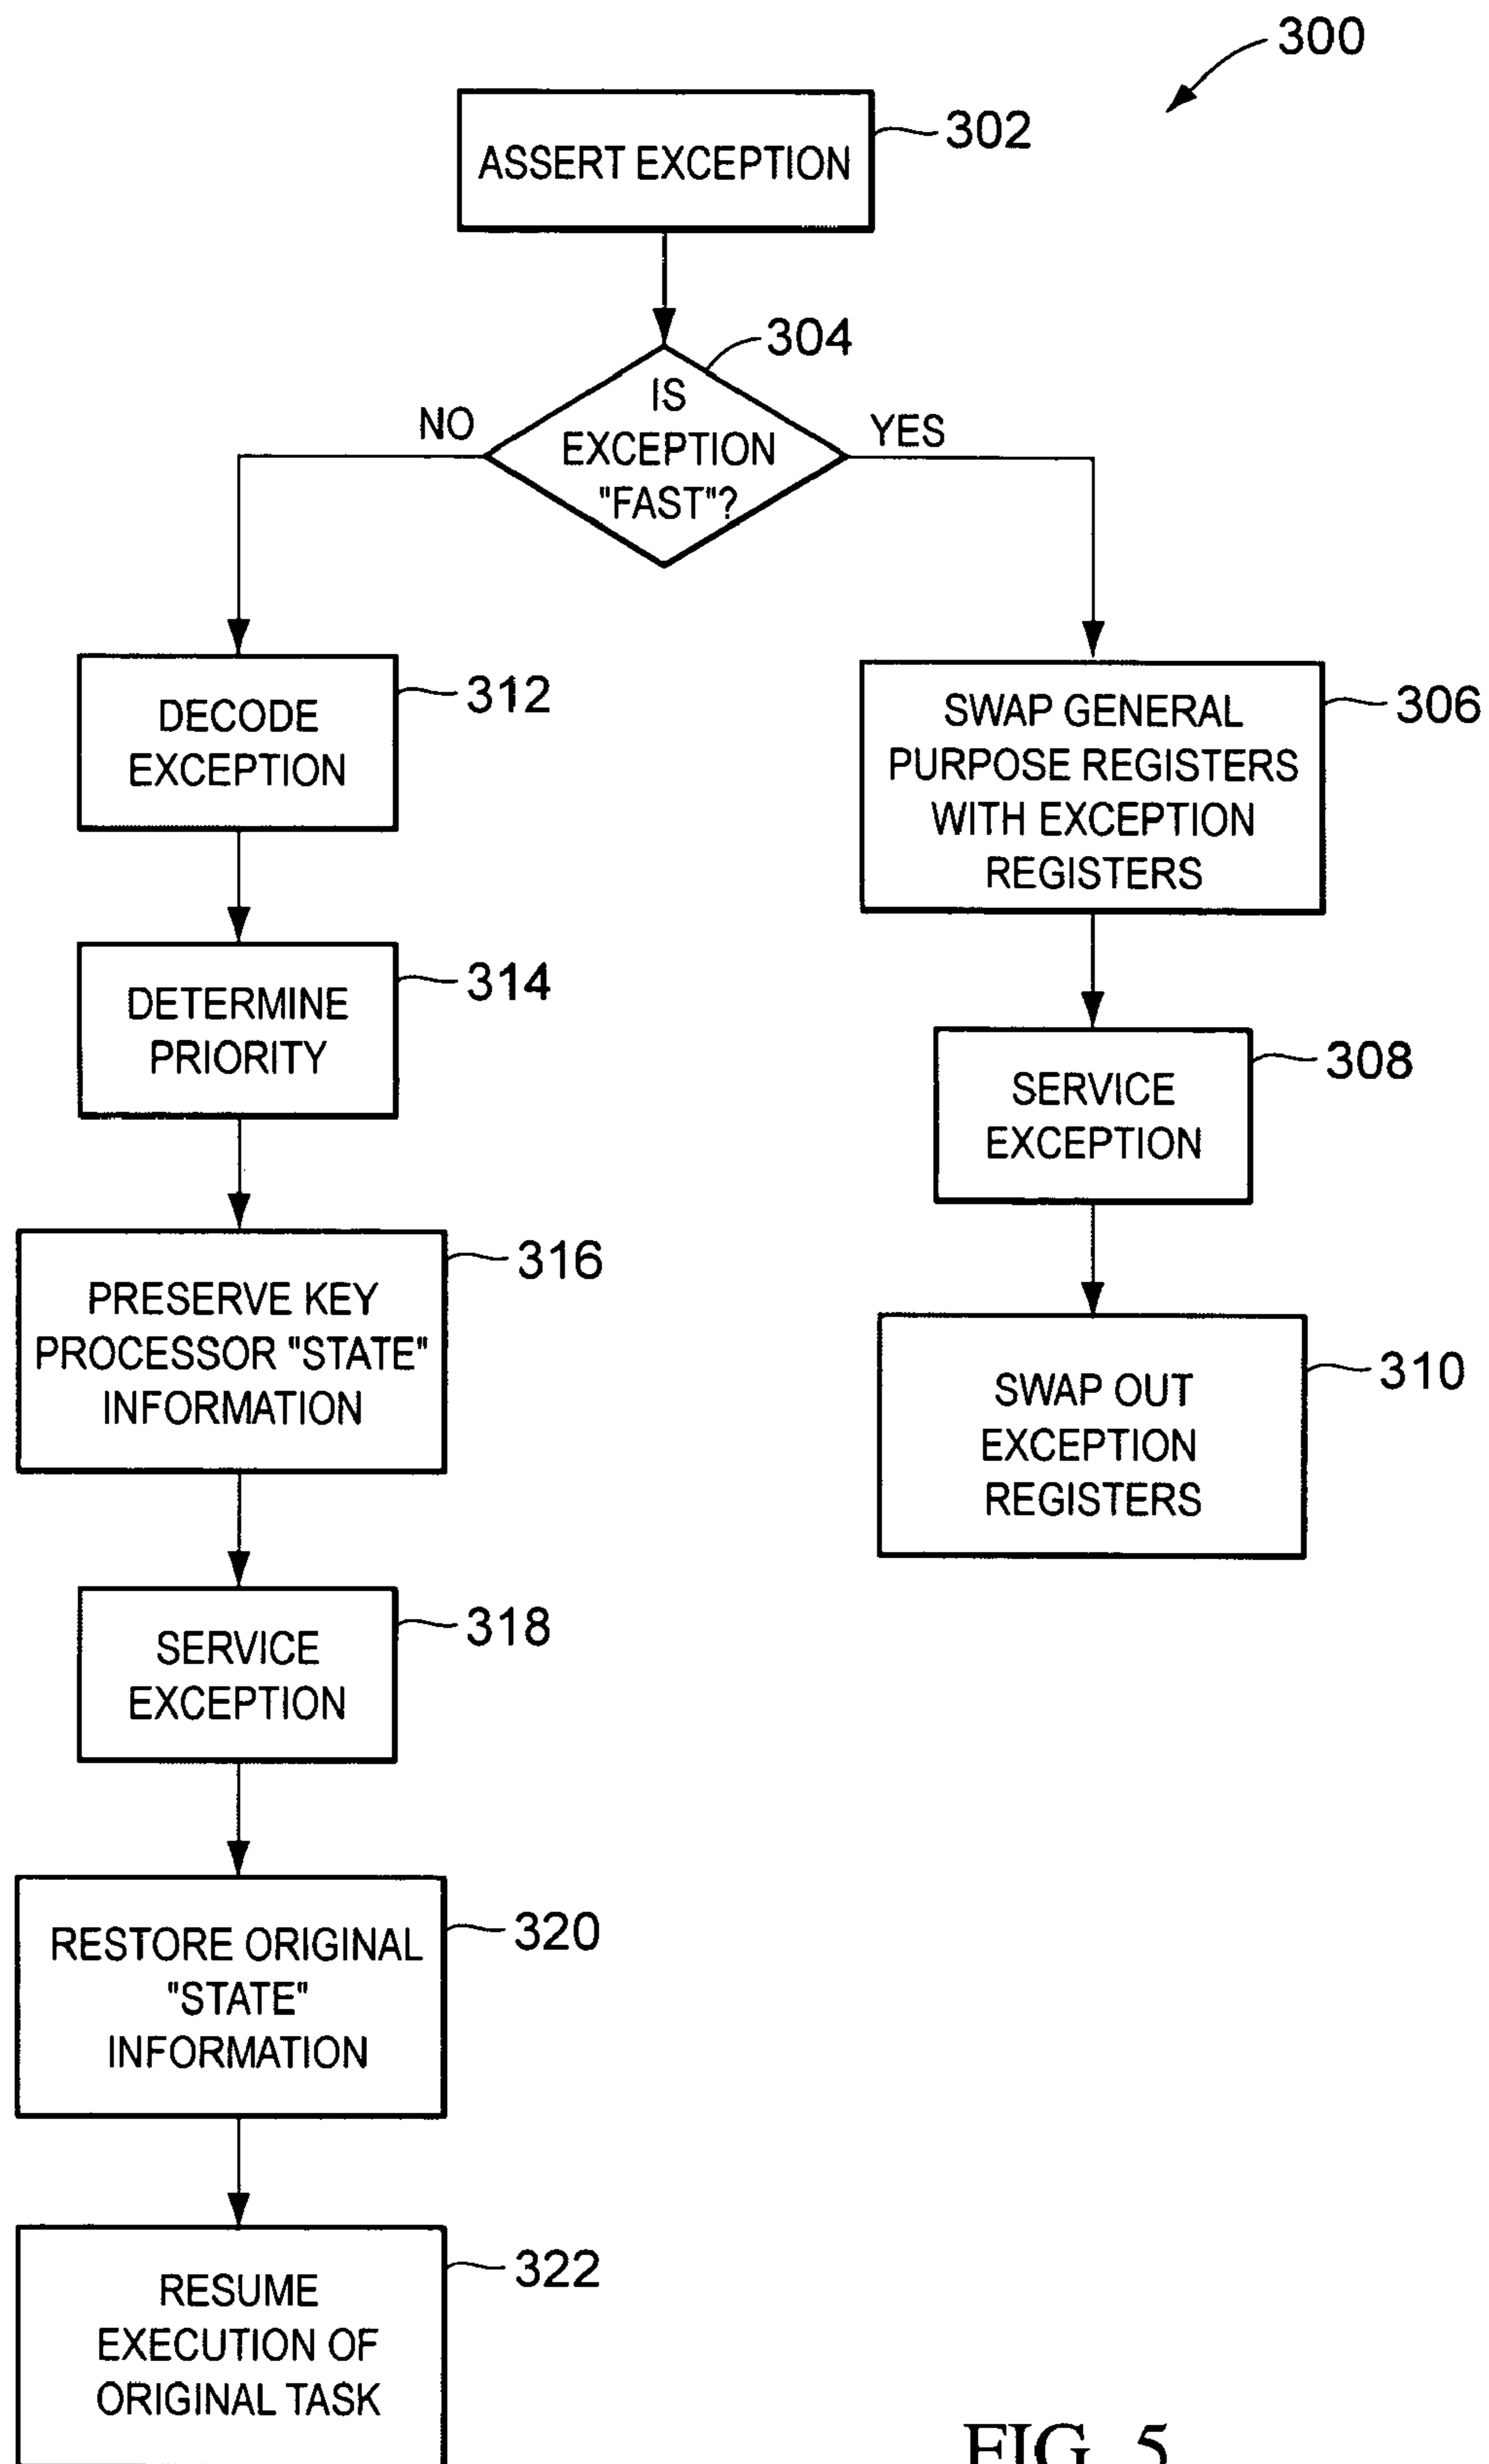 300
ASSERT EXCEPTION
302
304
IS
EXCEPTION
"FAST"?
NO
YES
DECODE
EXCEPTION
312
SWAP GENERAL
PURPOSE REGISTERS
WITH EXCEPTION
REGISTERS
306
DETERMINE
PRIORITY
314
SERVICE
EXCEPTION
308
PRESERVE KEY
PROCESSOR "STATE"
INFORMATION
316
SWAP OUT
EXCEPTION
REGISTERS
310
SERVICE
EXCEPTION
318
RESTORE ORIGINAL
"STATE"
INFORMATION
320
RESUME
EXECUTION OF
ORIGINAL TASK
322
FIG. 5